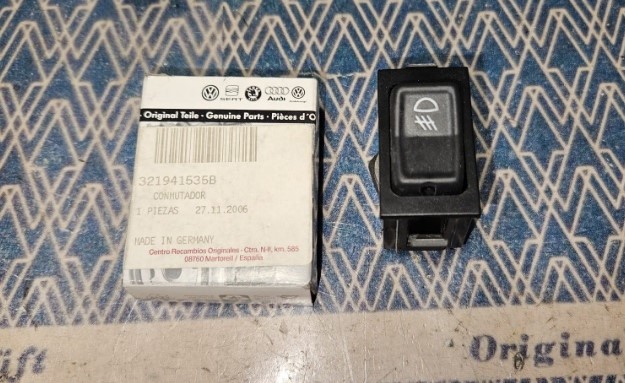 SEAT
Audi
Original Teile · Genuine Parts · Pièces d'O
321941535B
CONMUTADOR
1 PIEZAS 27.11.2006
MADE IN GERMANY
Centro Recambios Originales - Ctra. N-II, km. 585
08760 Martorell / España
Origina
ift